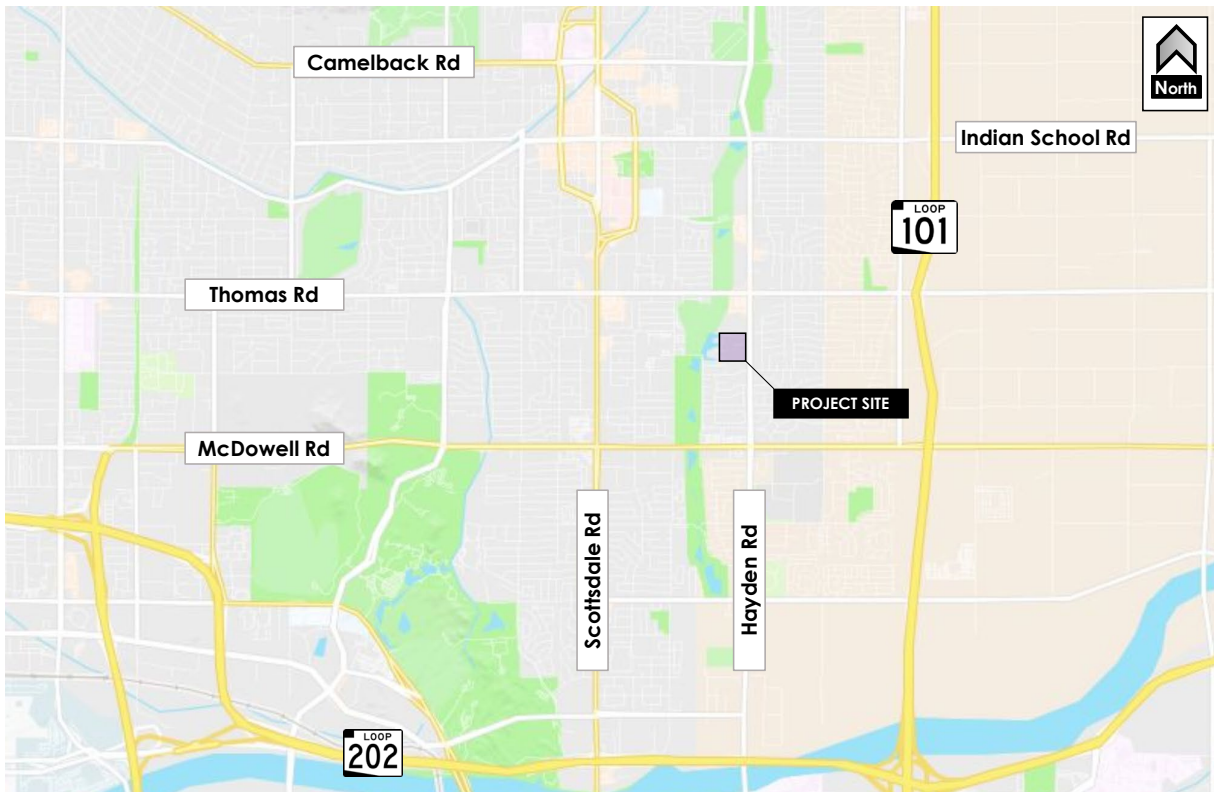 Camelback Rd
North
Indian School Rd
LOOP
101
Thomas Rd
PROJECT SITE
McDowell Rd
Scottsdale Rd
Hayden Rd
LOOP
202